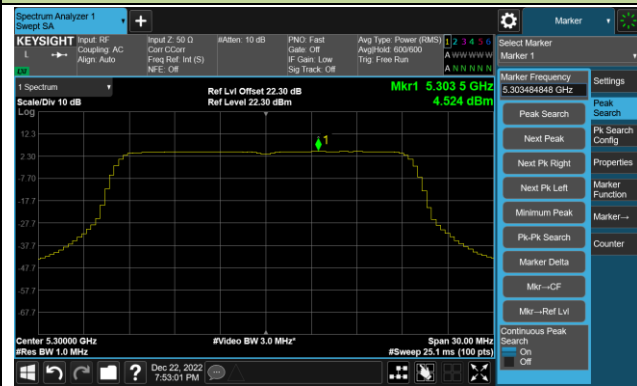 Spectrum Analyzer 1
Swept SA
Marker
KEYSIGHT
L
Input: RF
Coupling: AC
Align: Auto
Input Z: 50 Ω
Corr CCorr
Freq Ref: Int (S)
NFE: Off
#Atten: 10 dB
PNO: Fast
Gate: Off
IF Gain: Low
Sig Track: Off
Avg Type: Power (RMS)
Avg|Hold: 600/600
Trig: Free Run
1 2 3 4 5 6
A W W W W W
A N N N N N
Select Marker
Marker 1
1 Spectrum
Scale/Div 10 dB
Ref Lvl Offset 22.30 dB
Ref Level 22.30 dBm
Mkr1 5.303 5 GHz
4.524 dBm
Log
12.3
2.30
-7.70
-17.7
-27.7
-37.7
-47.7
-57.7
-67.7
1
Center 5.30000 GHz
#Res BW 1.0 MHz
#Video BW 3.0 MHz*
Span 30.00 MHz
#Sweep 25.1 ms (100 pts)
Marker Frequency
5.303484848 GHz
Peak Search
Next Peak
Next Pk Right
Next Pk Left
Minimum Peak
Pk-Pk Search
Marker Delta
Mkr→CF
Mkr→Ref Lvl
Continuous Peak
Search
On
Off
Settings
Peak
Search
Pk Search
Config
Properties
Marker
Function
Marker→
Counter
?
Dec 22, 2022
7:53:01 PM